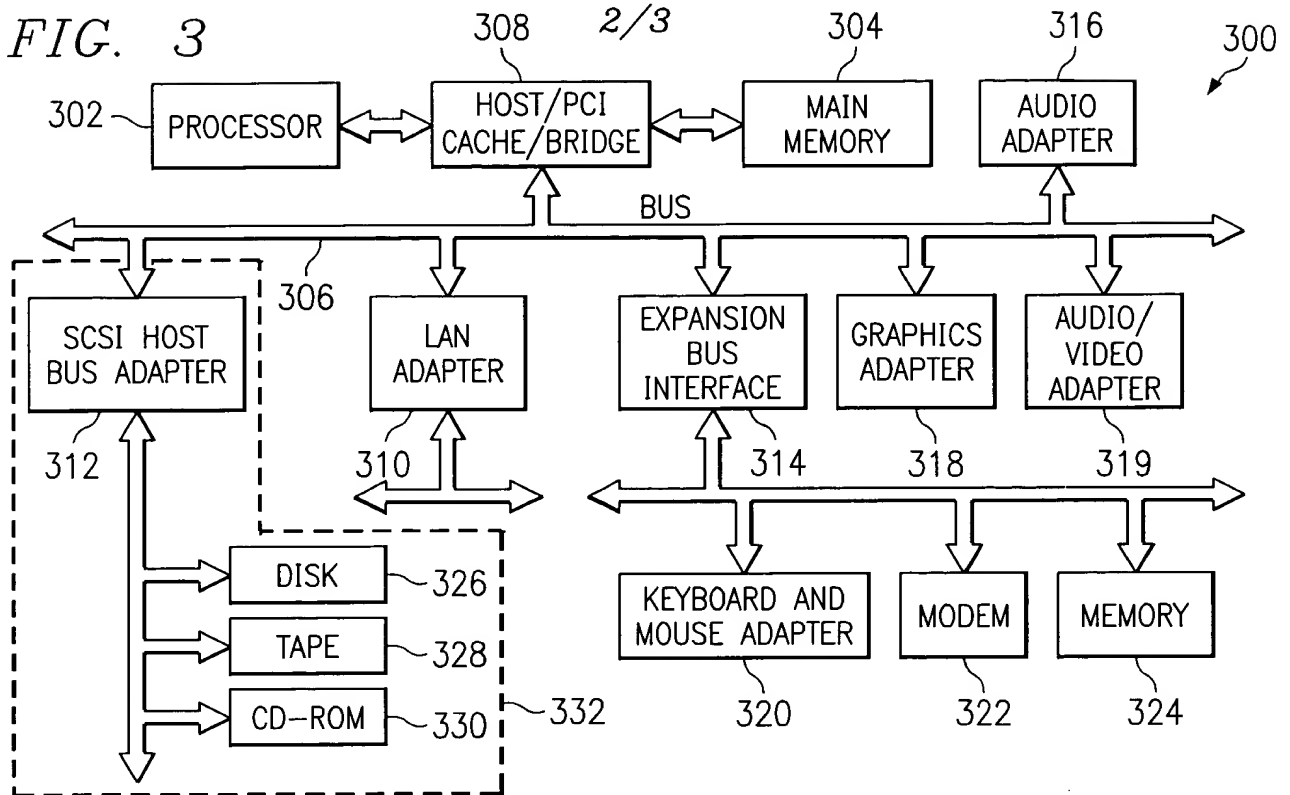 FIG. 3
2/3
308
304
316
300
302
PROCESSOR
HOST/PCI
CACHE/BRIDGE
MAIN
MEMORY
AUDIO
ADAPTER
BUS
306
SCSI HOST
BUS ADAPTER
LAN
ADAPTER
EXPANSION
BUS
INTERFACE
GRAPHICS
ADAPTER
AUDIO/
VIDEO
ADAPTER
312
310
314
318
319
DISK
326
TAPE
328
CD-ROM
330
332
KEYBOARD AND
MOUSE ADAPTER
MODEM
MEMORY
320
322
324